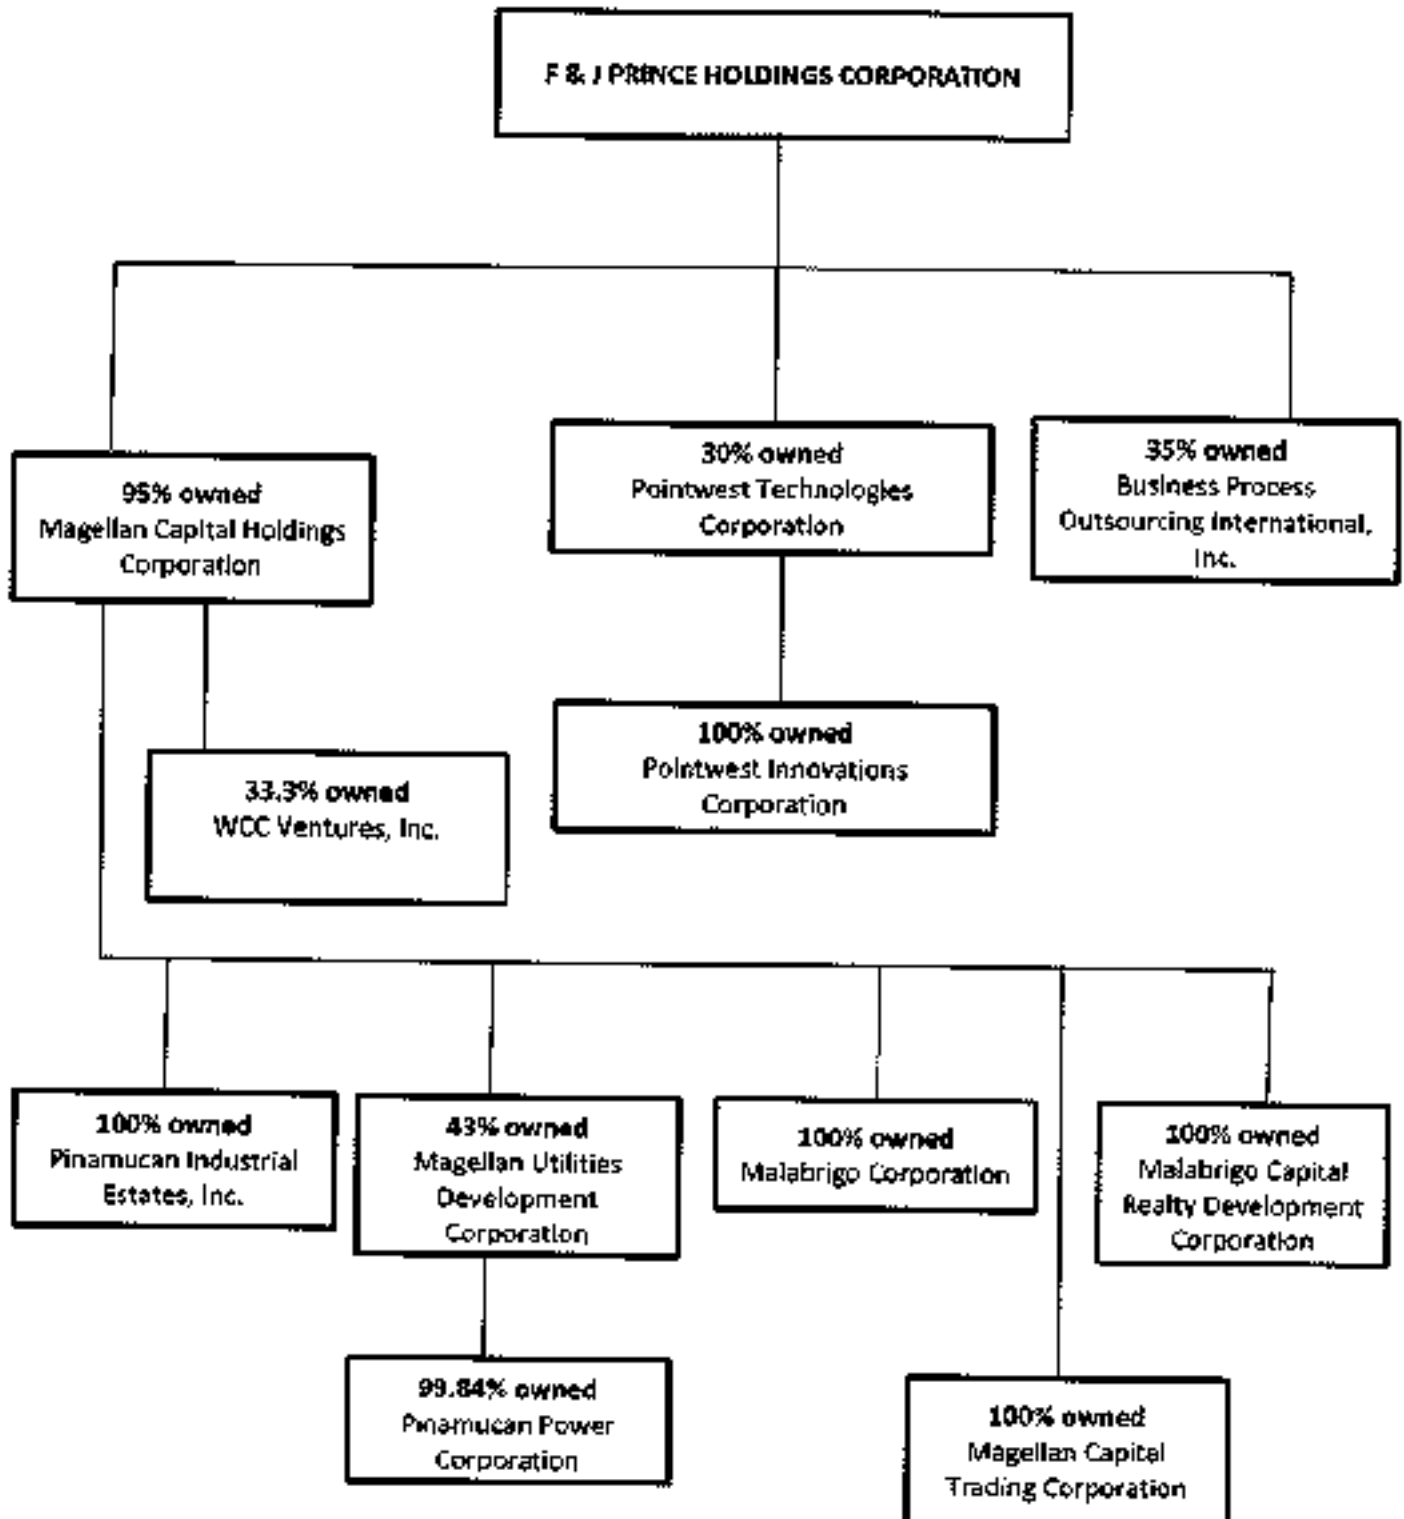 F & J PRINCE HOLDINGS CORPORATION
95% owned
Magellan Capital Holdings
Corporation
30% owned
Pointwest Technologies
Corporation
35% owned
Business Process
Outsourcing International,
Inc.
33.3% owned
WCC Ventures, Inc.
100% owned
Pointwest Innovations
Corporation
100% owned
Pinamucan Industrial
Estates, Inc.
43% owned
Magellan Utilities
Development
Corporation
100% owned
Malabrigo Corporation
100% owned
Malabrigo Capital
Realty Development
Corporation
99.84% owned
Pinamucan Power
Corporation
100% owned
Magellan Capital
Trading Corporation